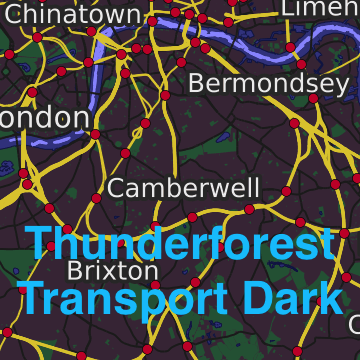 Chinatown
Limeh
Bermondsey
ondon
Camberwell
Thunderforest
Brixton
Transport Dark
C